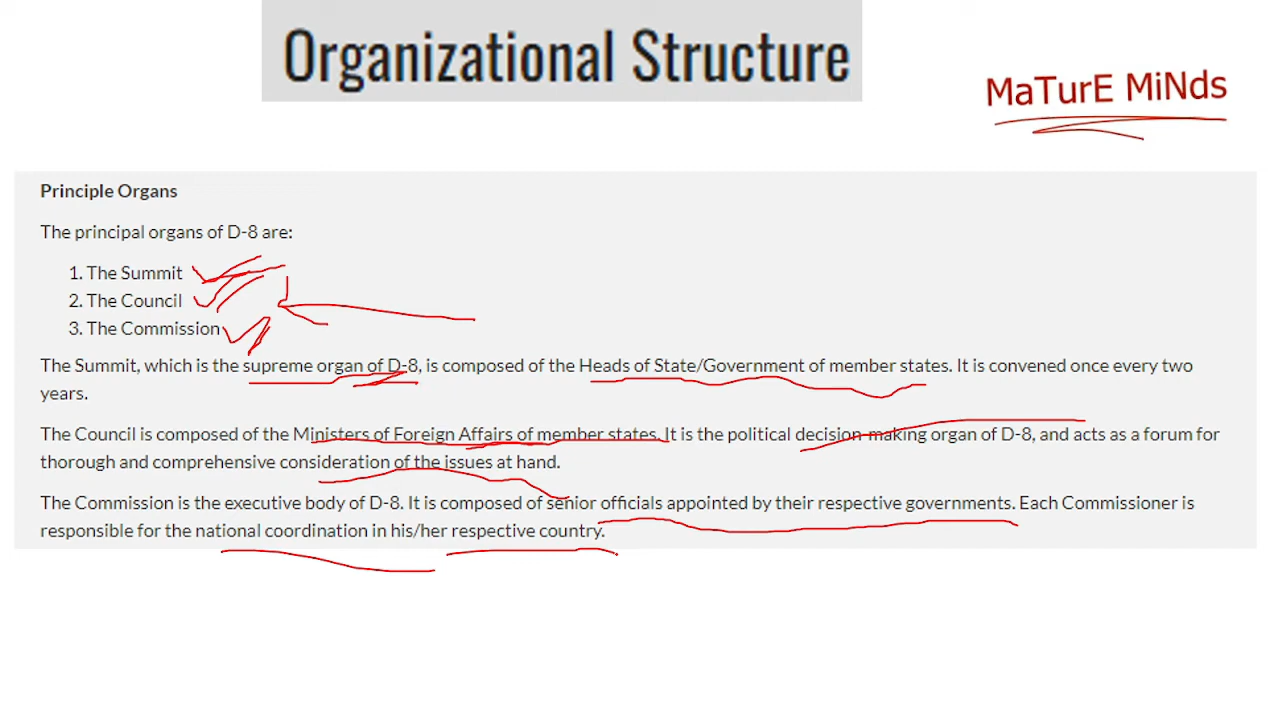 Organizational Structure
MaTurE MiNds
Principle Organs
The principal organs of D-8 are:
1. The Summit
2. The Council
3. The Commission
The Summit, which is the supreme organ of D-8, is composed of the Heads of State/Government of member states. It is convened once every two
years.
The Council is composed of the Ministers of Foreign Affairs of member states. It is the political decision-making organ of D-8, and acts as a forum for
thorough and comprehensive consideration of the issues at hand.
The Commission is the executive body of D-8. It is composed of senior officials appointed by their respective governments. Each Commissioner is
responsible for the national coordination in his/her respective country.